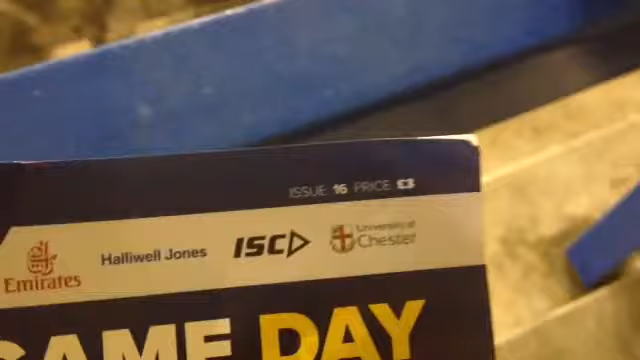 ISSUE 16 PRICE £3
Emirates
Halliwell Jones
ISC
University of
Chester
GAME DAY